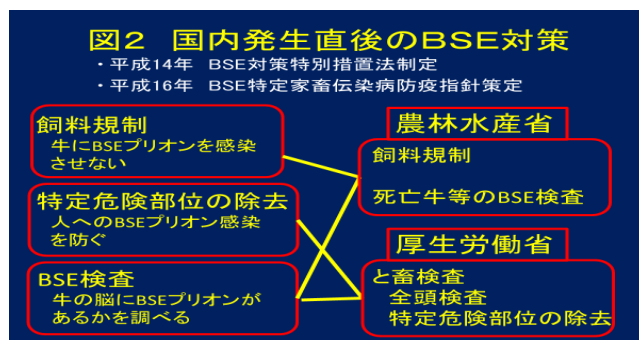 図2 国内発生直後のBSE対策
・平成14年 BSE対策特別措置法制定
・平成16年 BSE特定家畜伝染病防疫指針策定
飼料規制
牛にBSEプリオンを感染
させない
特定危険部位の除去
人へのBSEプリオン感染
を防ぐ
BSE検査
牛の脳にBSEプリオンが
あるかを調べる
農林水産省
飼料規制
死亡牛等のBSE検査
厚生労働省
と畜検査
全頭検査
特定危険部位の除去